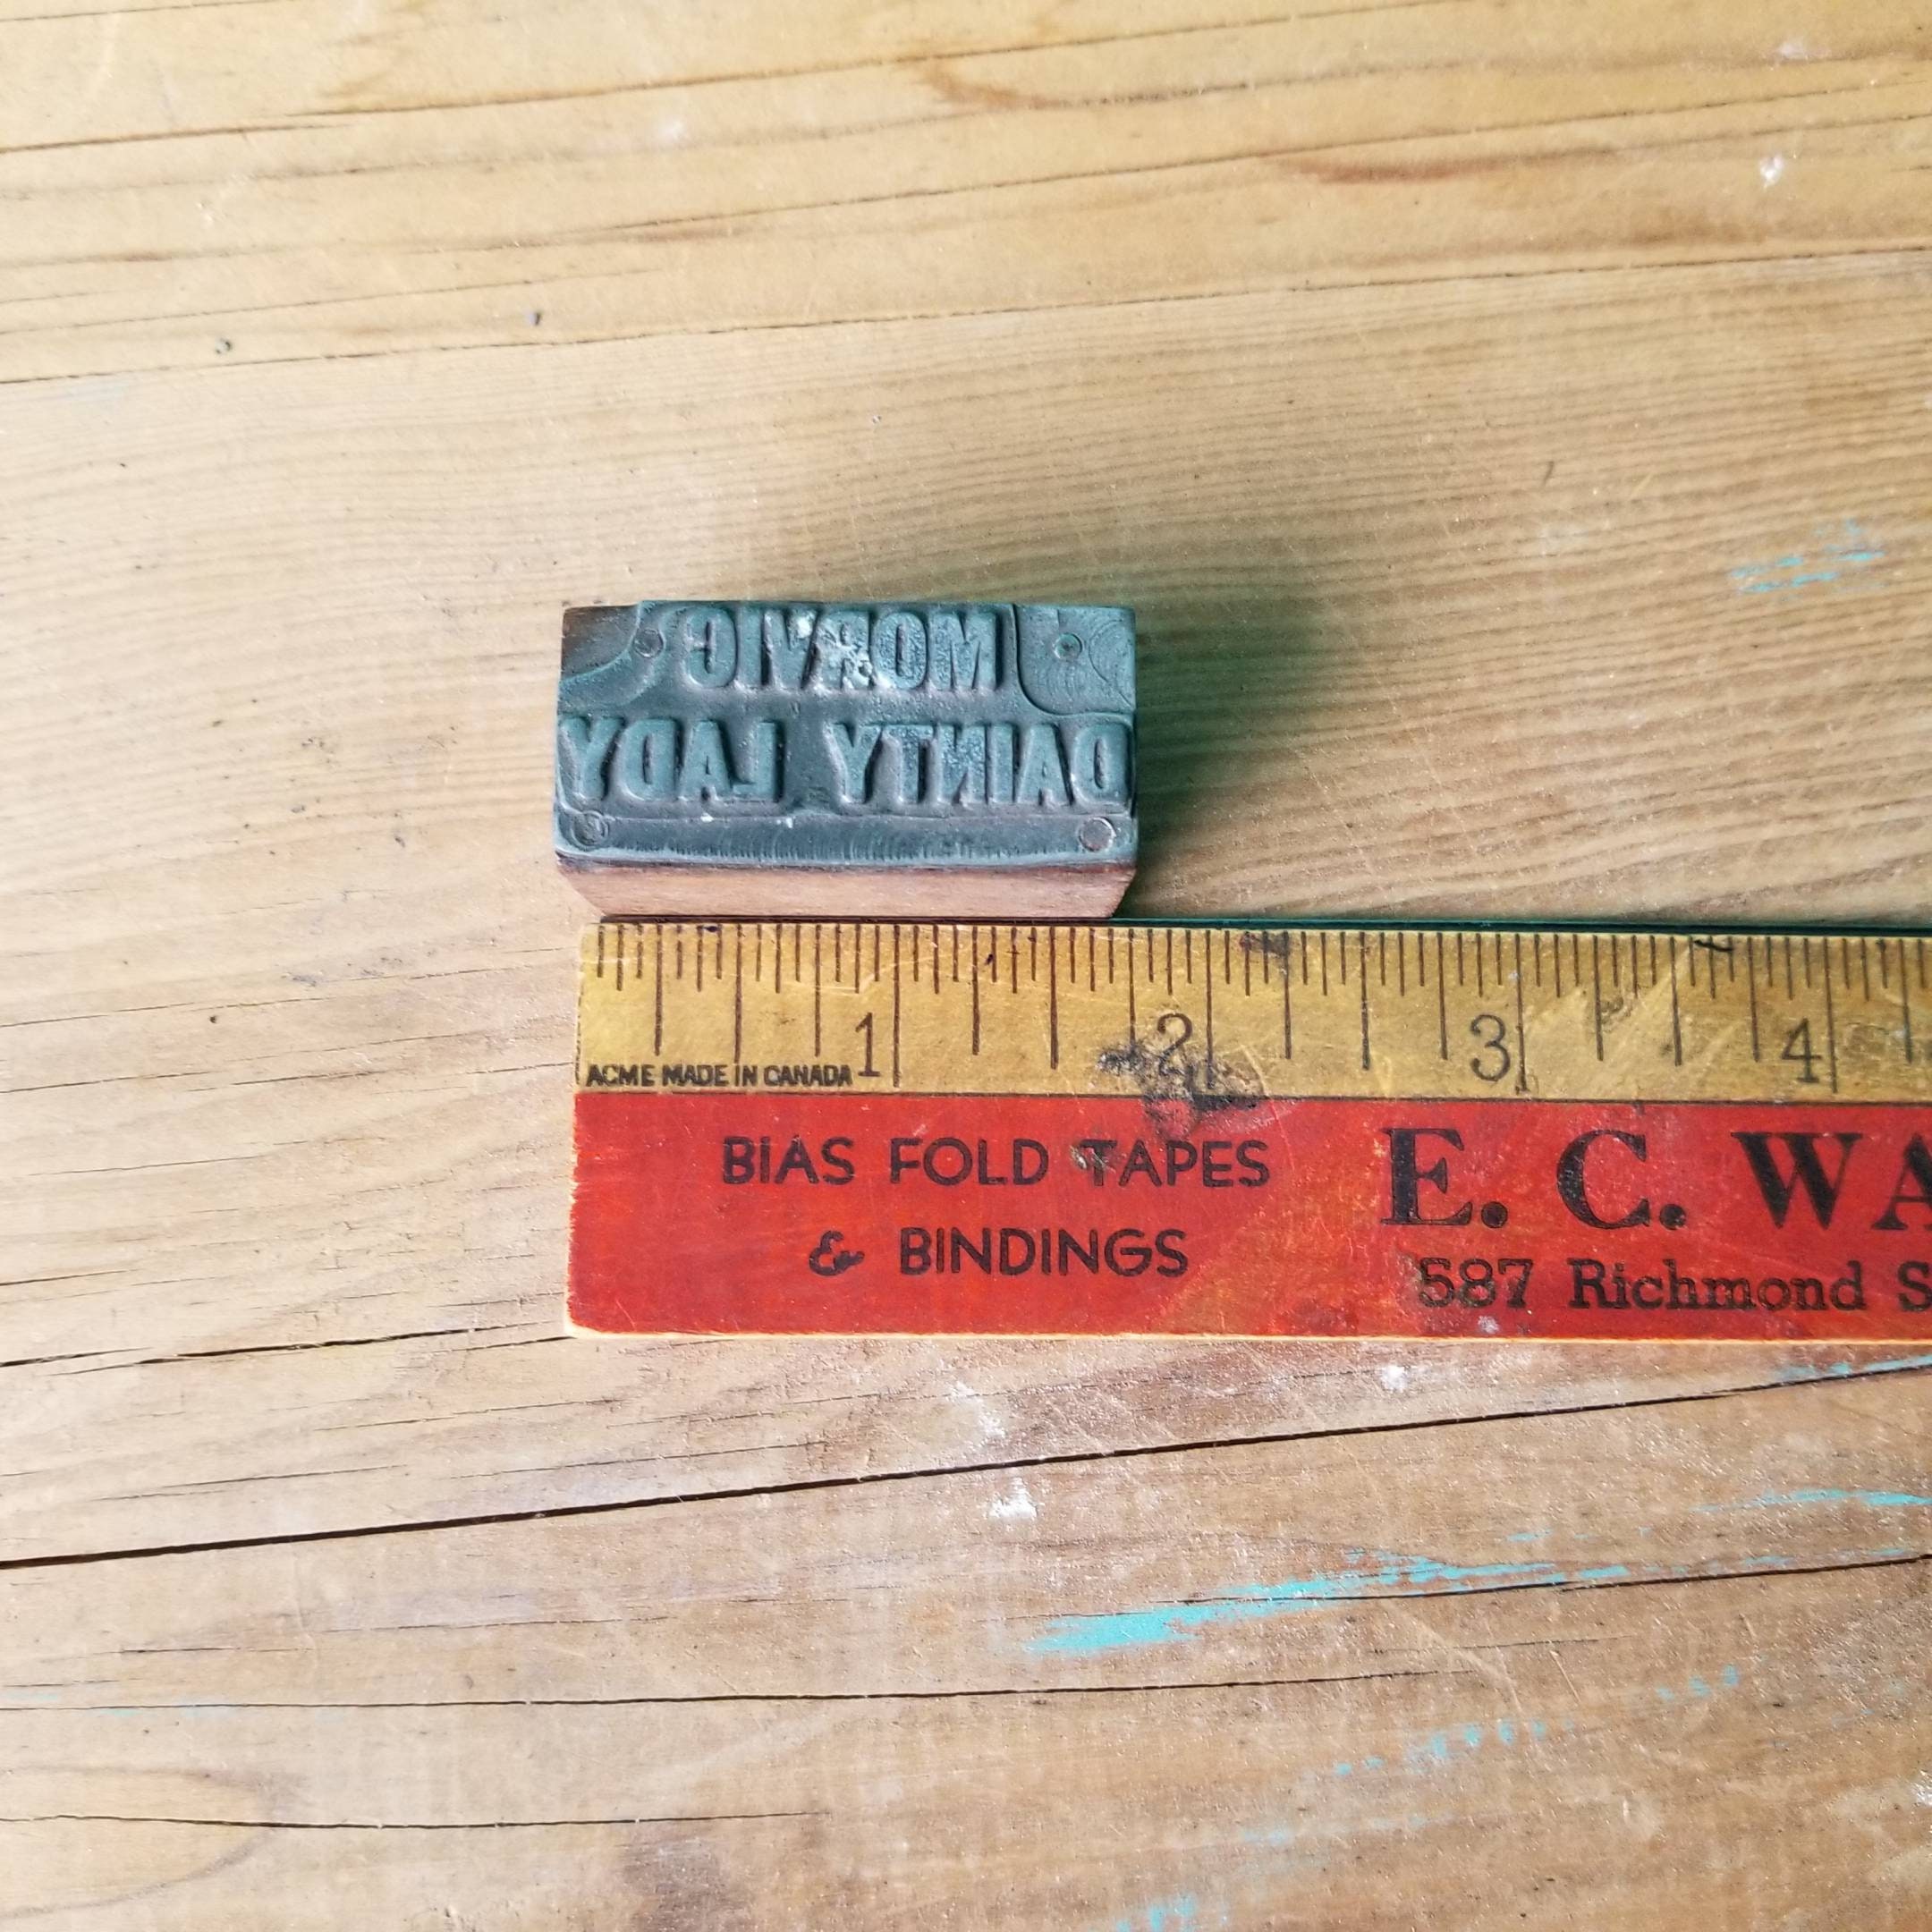 MORVIC
DAINTY LADY
1 2 3 4
ACME MADE IN CANADA
BIAS FOLD TAPES
& BINDINGS
E. C. WA
587 Richmond S